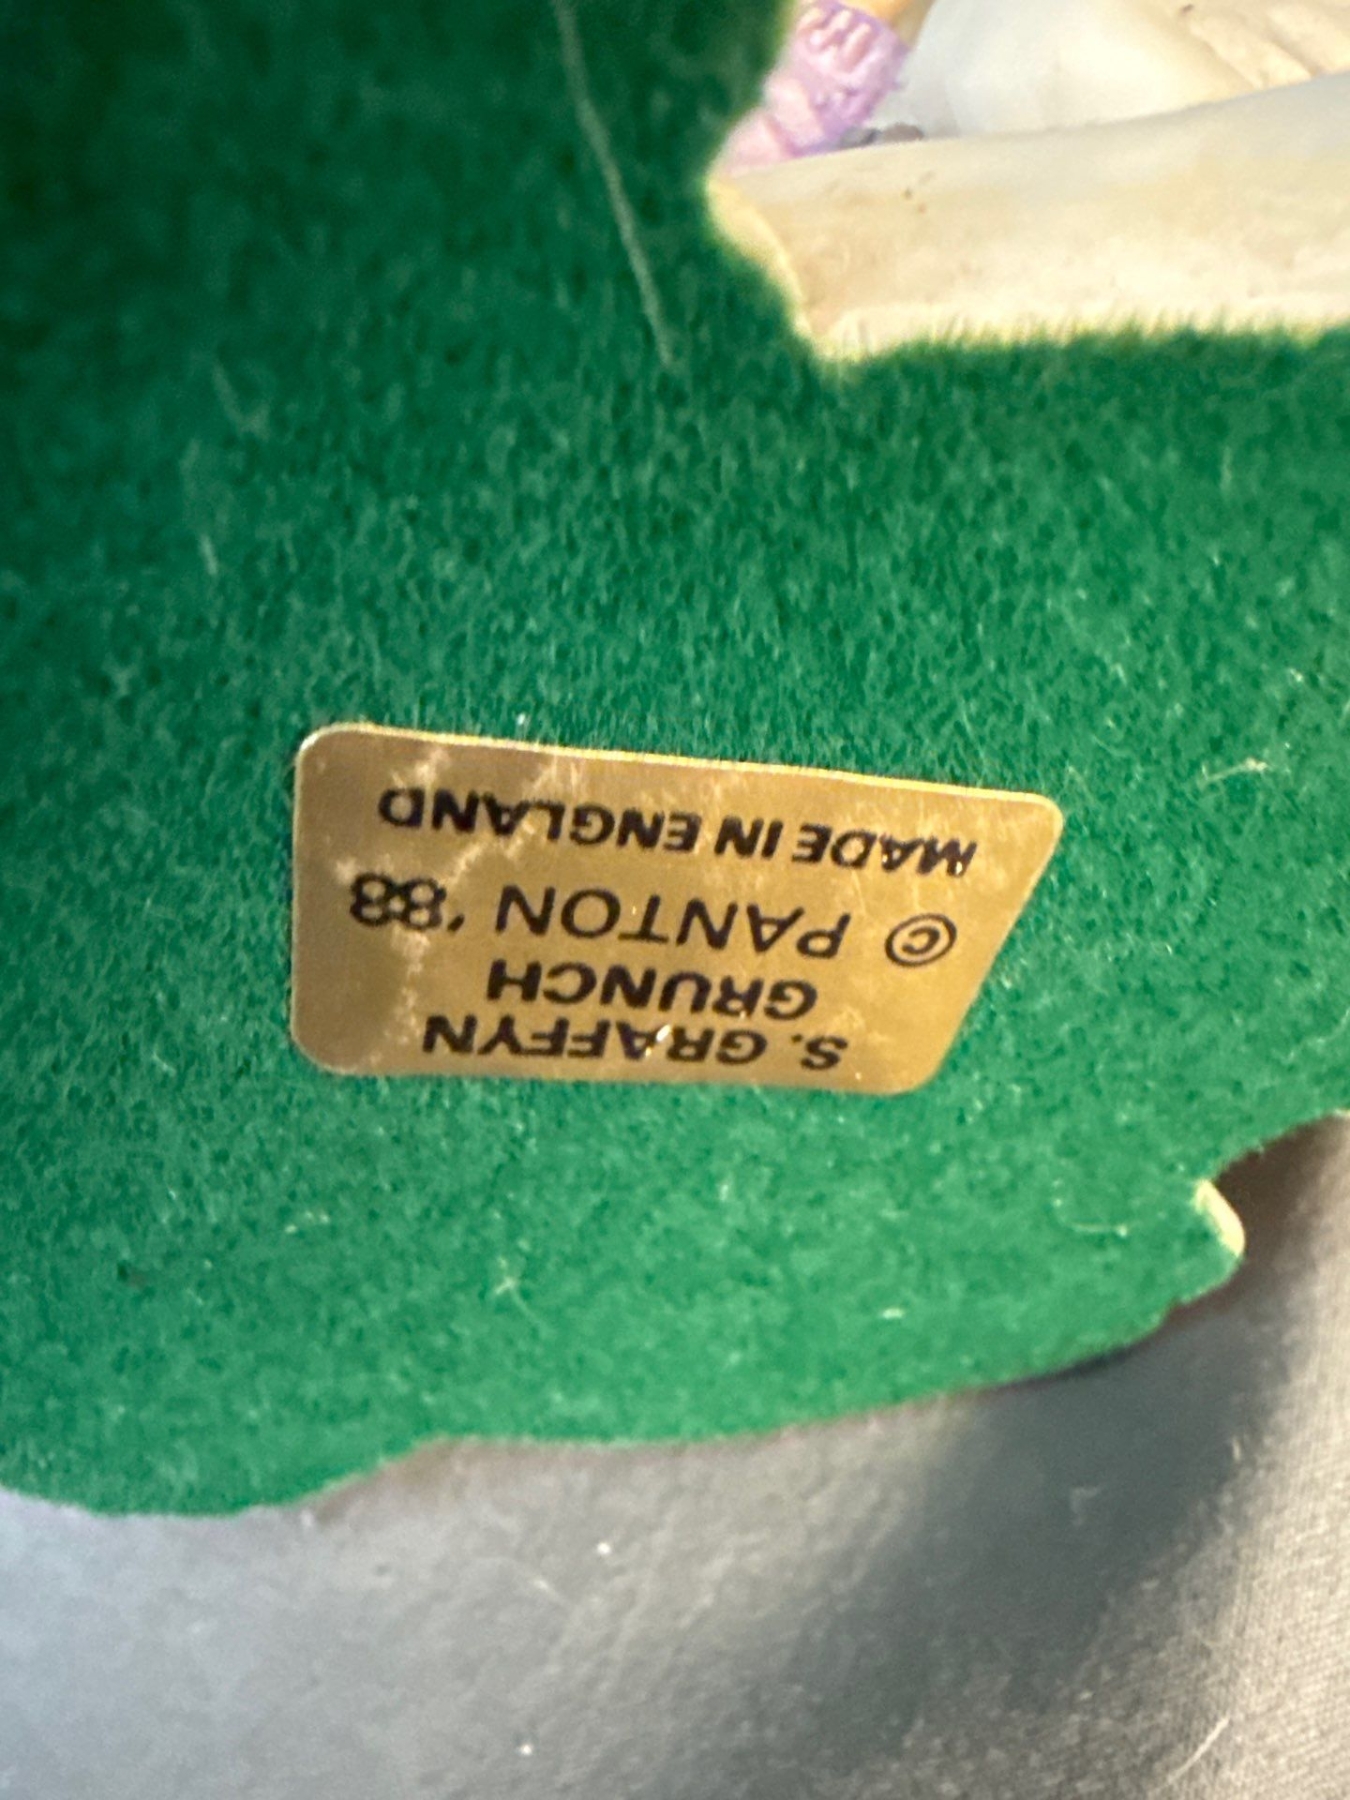 S. GRAFFYN
GRUNCH
© PANTON '88
MADE IN ENGLAND